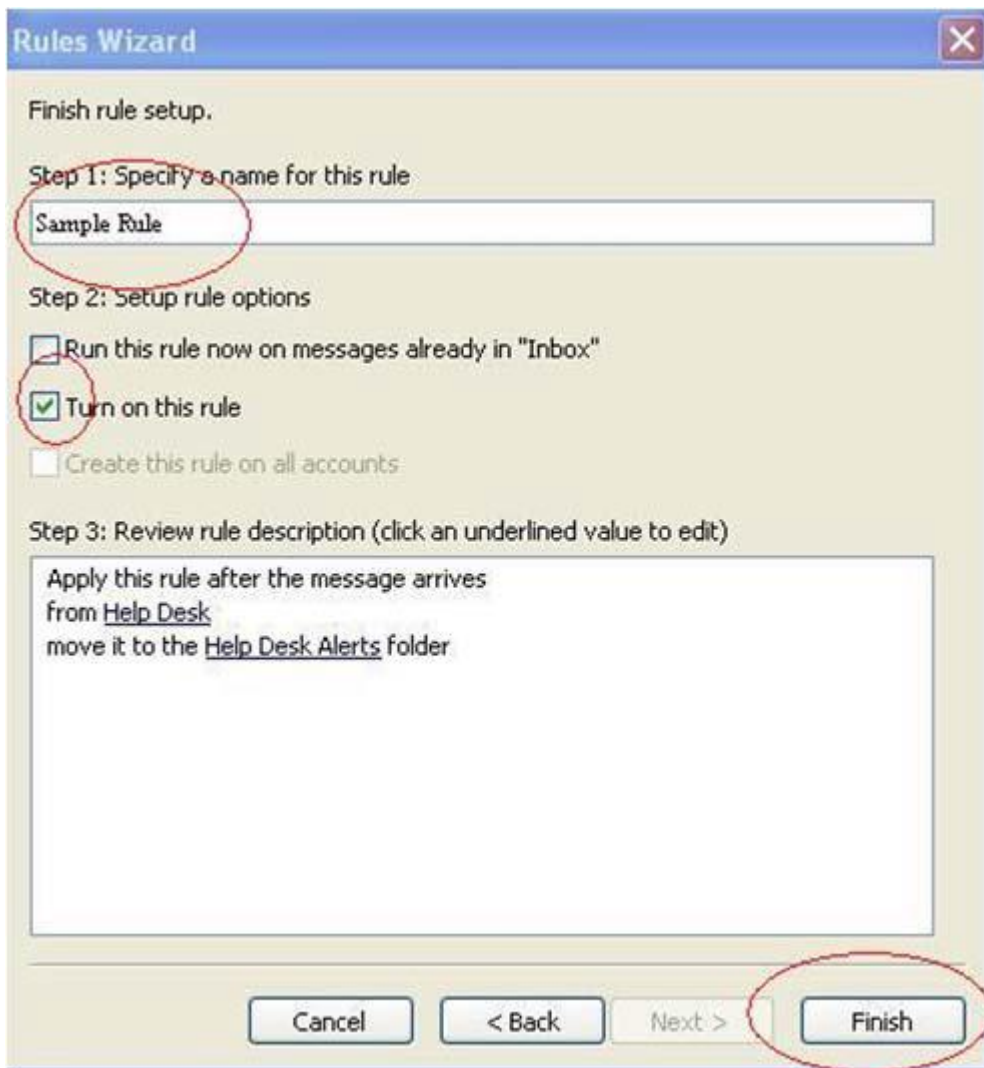 Rules Wizard
Finish rule setup.
Step 1: Specify a name for this rule
Sample Rule
Step 2: Setup rule options
Run this rule now on messages already in "Inbox"
Turn on this rule
Create this rule on all accounts
Step 3: Review rule description (click an underlined value to edit)
Apply this rule after the message arrives
from Help Desk
move it to the Help Desk Alerts folder
Cancel < Back Next > Finish